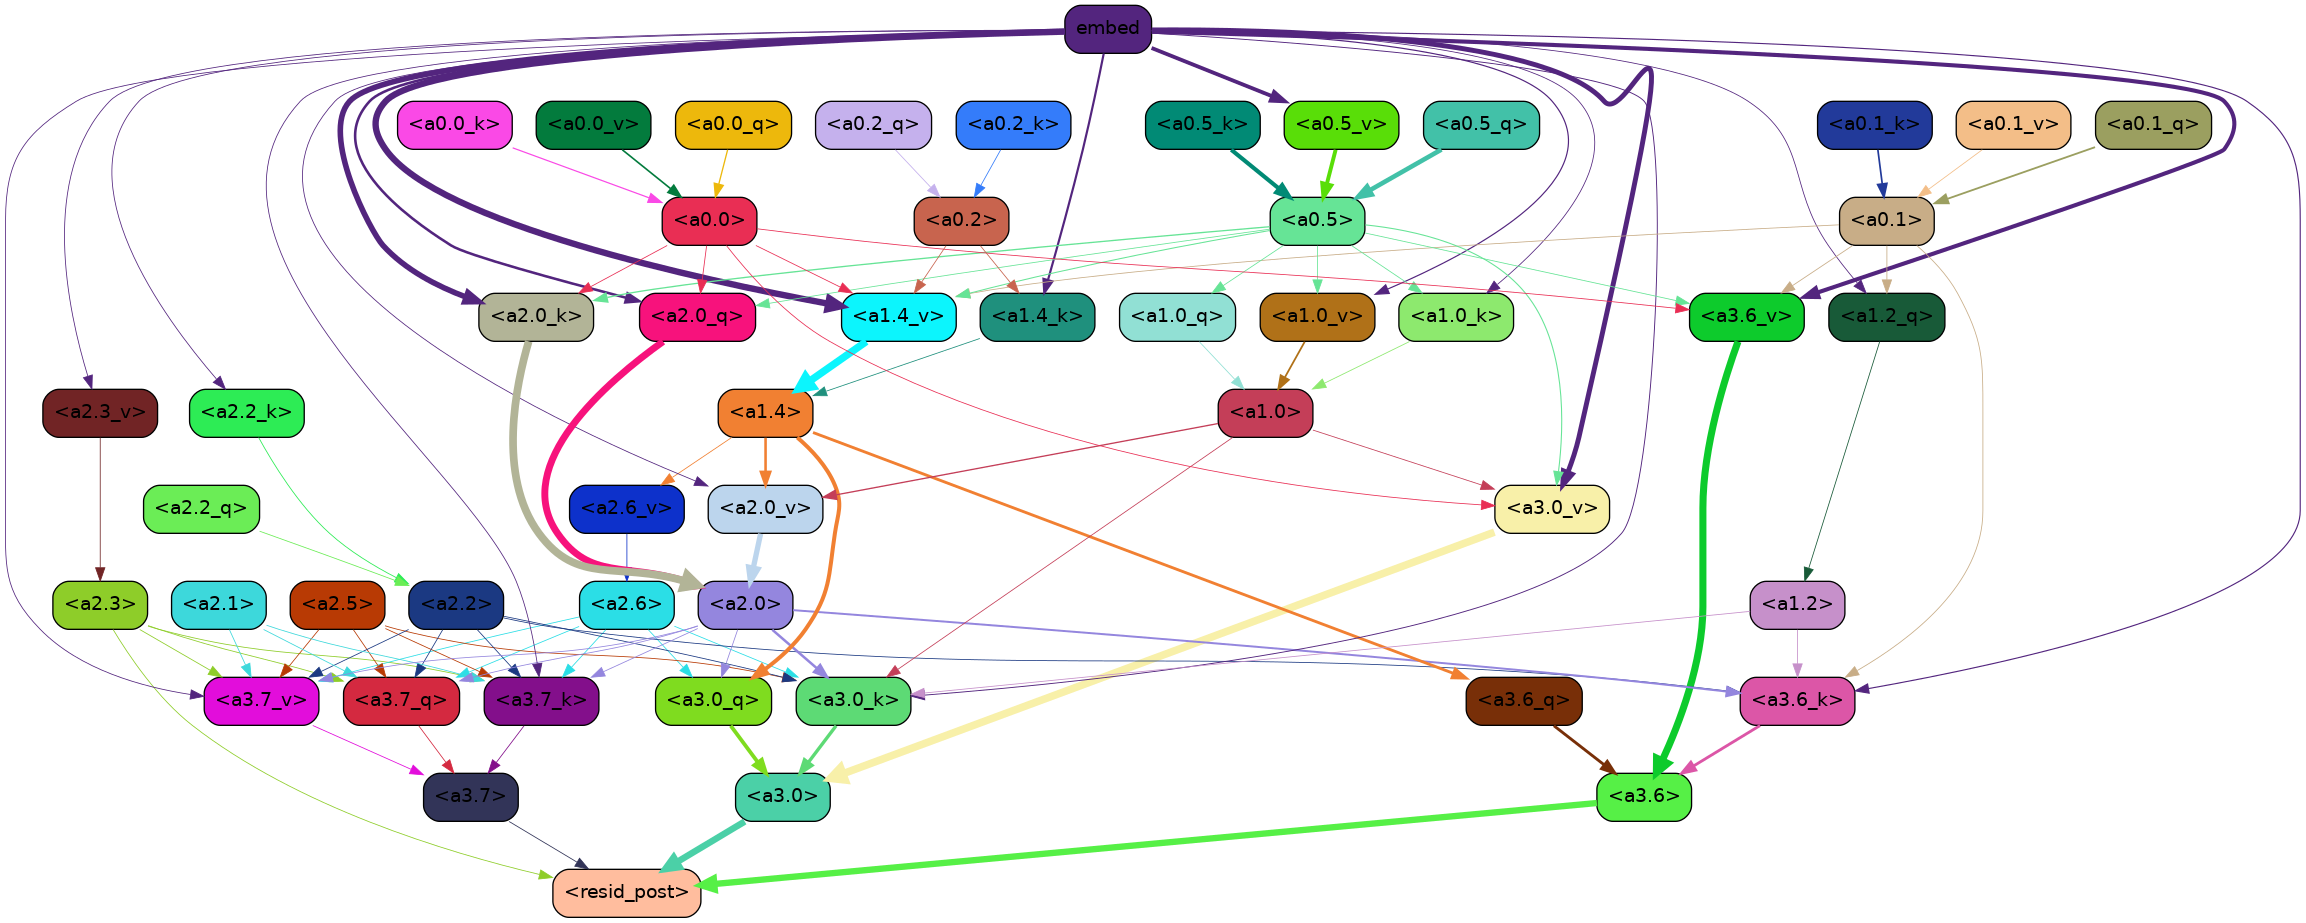 embed
<a0.0_k>
<a0.0_v>
<a0.0_q>
<a0.2_q>
<a0.2_k>
<a0.5_k>
<a0.5_v>
<a0.5_q>
<a0.1_k>
<a0.1_v>
<a0.1_q>
<a0.0>
<a0.2>
<a0.5>
<a0.1>
<a2.0_k>
<a2.0_q>
<a1.4_v>
<a1.4_k>
<a1.0_q>
<a1.0_v>
<a1.0_k>
<a3.6_v>
<a1.2_q>
<a2.3_v>
<a2.2_k>
<a1.4>
<a1.0>
<a2.2_q>
<a2.6_v>
<a2.0_v>
<a3.0_v>
<a2.3>
<a2.1>
<a2.5>
<a2.2>
<a2.6>
<a2.0>
<a1.2>
<a3.7_v>
<a3.7_q>
<a3.7_k>
<a3.0_q>
<a3.0_k>
<a3.6_q>
<a3.6_k>
<a3.7>
<a3.0>
<a3.6>
<resid_post>